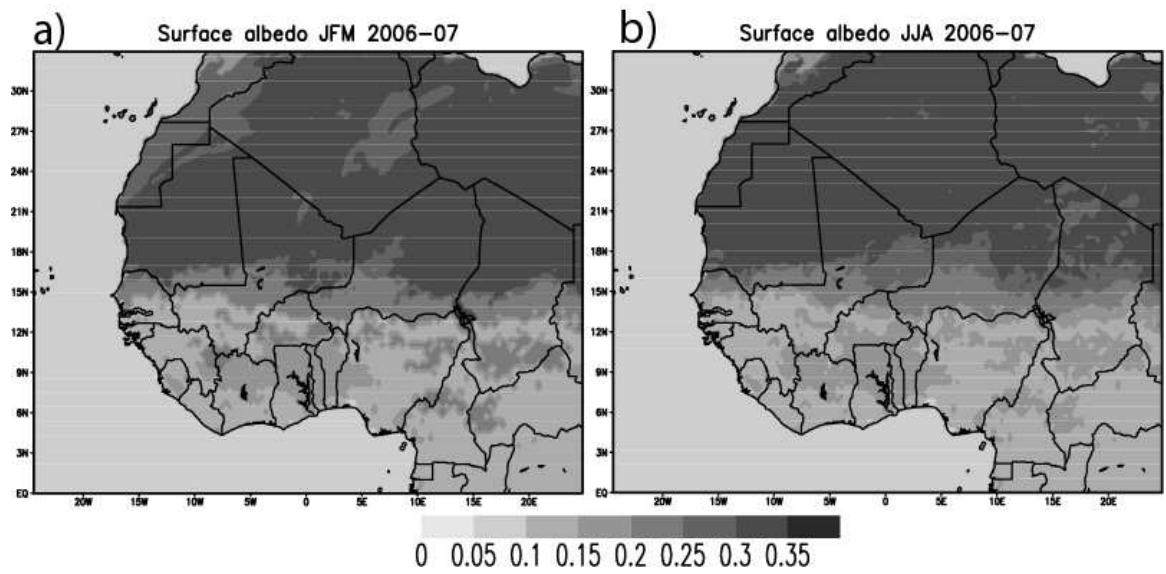 a) Surface albedo JFM 2006-07
b) Surface albedo JJA 2006-07
30N
27N
24N
21N
18N
15N
12N
9N
6N
3N
EQ
20W 15W 10W 5W 0 5E 10E 15E 20E
30N
27N
24N
21N
18N
15N
12N
9N
6N
3N
EQ
20W 15W 10W 5W 0 5E 10E 15E 20E
0 0.05 0.1 0.15 0.2 0.25 0.3 0.35